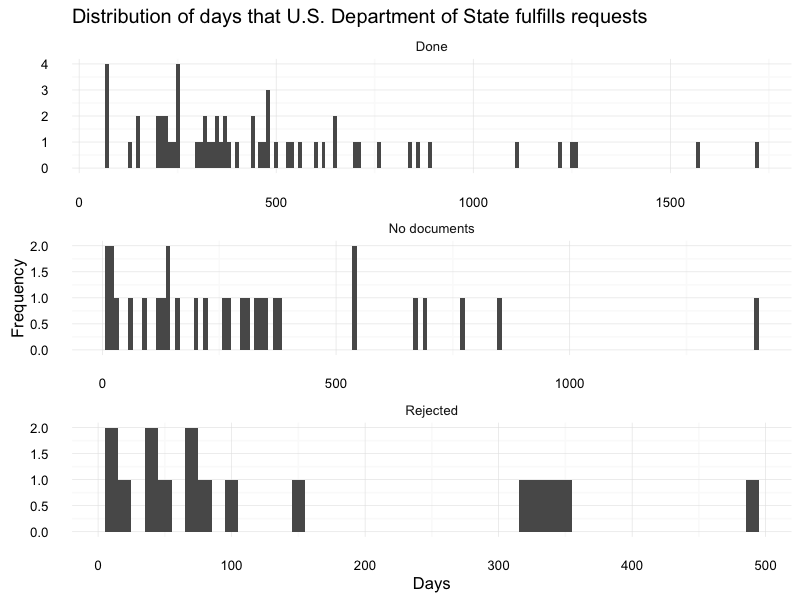 Distribution of days that U.S. Department of State fulfills requests
Done
4
3
2
1
0
0 500 1000 1500
No documents
2.0
1.5
1.0
0.5
0.0
0 500 1000
Frequency
Rejected
2.0
1.5
1.0
0.5
0.0
0 100 200 300 400 500
Days